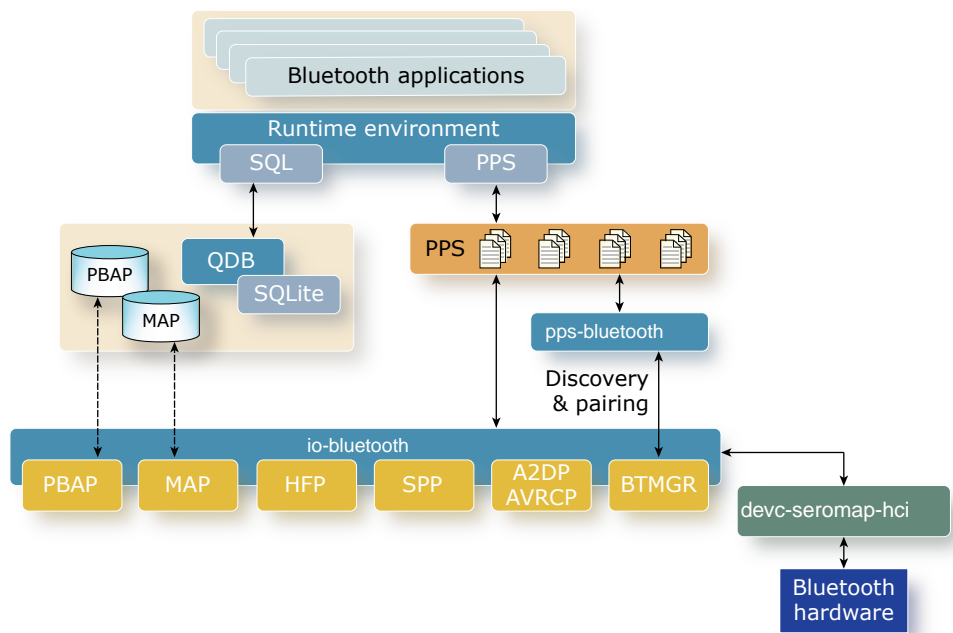 Bluetooth applications
Runtime environment
SQL
PPS
PBAP
MAP
QDB
SQLite
PPS
pps-bluetooth
Discovery
& pairing
io-bluetooth
PBAP
MAP
HFP
SPP
A2DP
AVRCP
BTMGR
devc-seromap-hci
Bluetooth
hardware